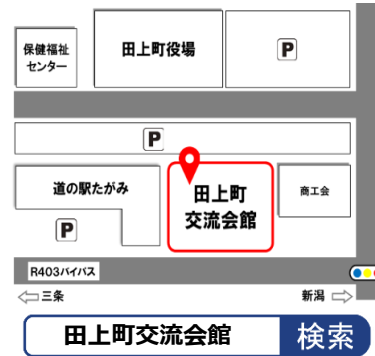 保健福祉
センター
田上町役場
P
P
道の駅たがみ
P
田上町
交流会館
商工会
R403バイパス
三条
新潟
田上町交流会館
検索